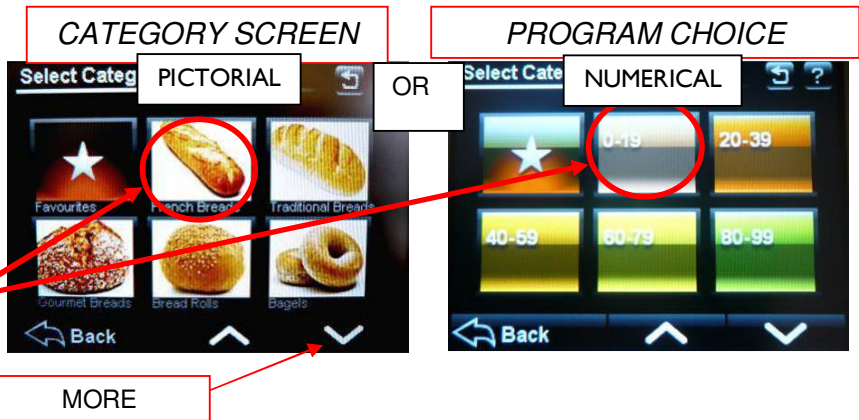 CATEGORY SCREEN
PROGRAM CHOICE
Select Categ
PICTORIAL
OR
Select Cate
NUMERICAL
?
Favourites
French Breads
Traditional Breads
0-19
20-39
Gourmet Breads
Bread Rolls
Bagels
40-59
60-79
80-99
Back
Back
MORE